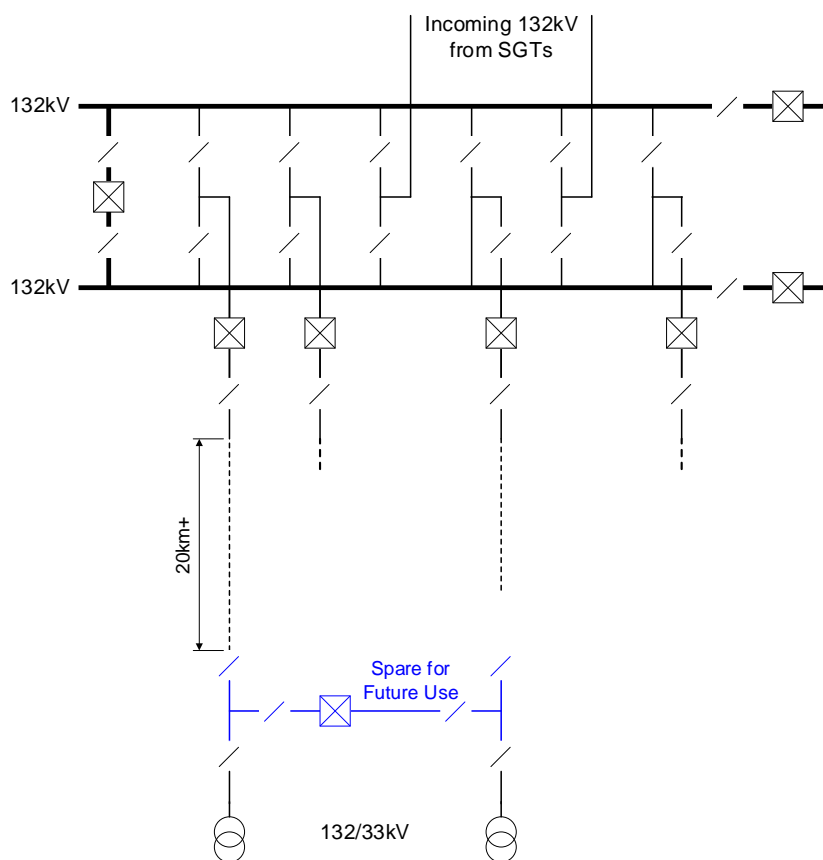 Incoming 132kV
from SGTs
132kV
132kV
20km+
Spare for
Future Use
132/33kV